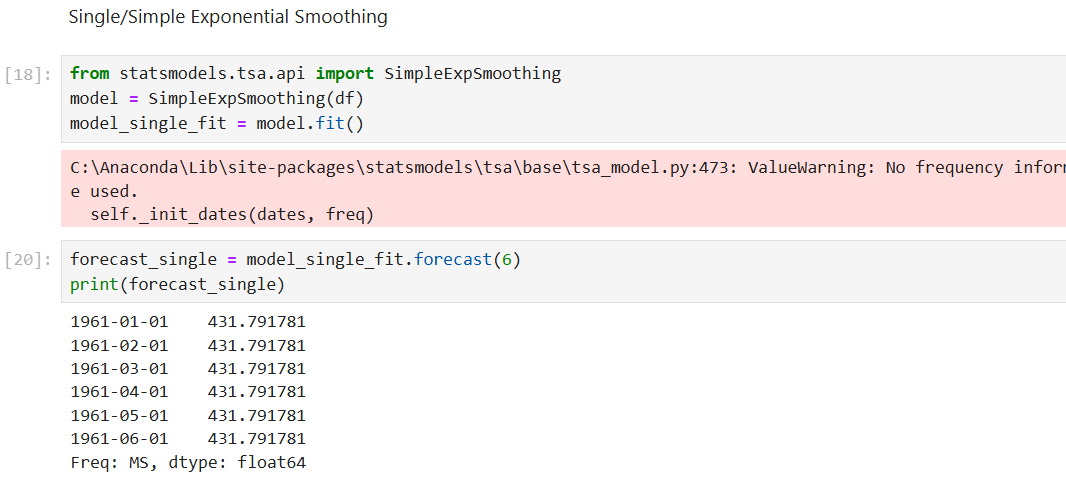 Single/Simple Exponential Smoothing
[18]:
from statsmodels.tsa.api import SimpleExpSmoothing
model = SimpleExpSmoothing(df)
model_single_fit = model.fit()
C:\Anaconda\Lib\site-packages\statsmodels\tsa\base\tsa_model.py:473: ValueWarning: No frequency infor
e used.
  self._init_dates(dates, freq)
[20]:
forecast_single = model_single_fit.forecast(6)
print(forecast_single)
1961-01-01    431.791781
1961-02-01    431.791781
1961-03-01    431.791781
1961-04-01    431.791781
1961-05-01    431.791781
1961-06-01    431.791781
Freq: MS, dtype: float64